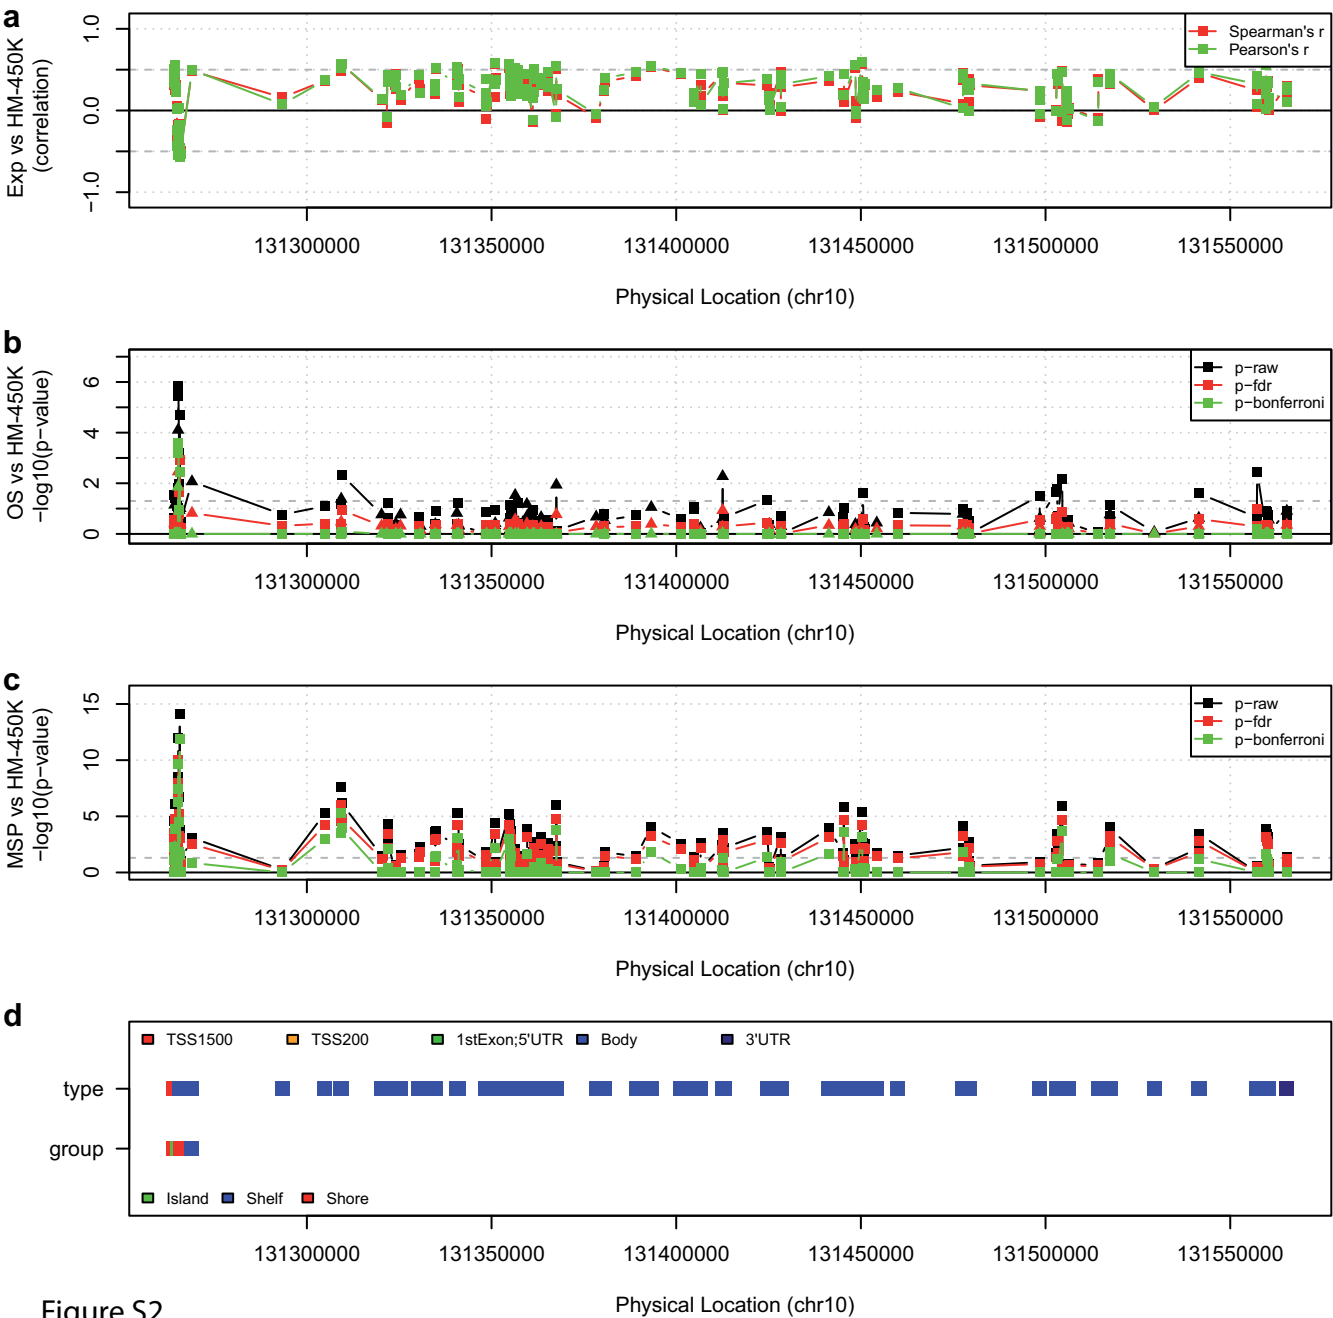 a
Exp vs HM-450K
(correlation)
1.0
0.0
−1.0
Spearman's r
Pearson's r
131300000 131350000 131400000 131450000 131500000 131550000
Physical Location (chr10)
b
OS vs HM-450K
−log10(p−value)
6
4
2
0
p−raw
p−fdr
p−bonferroni
131300000 131350000 131400000 131450000 131500000 131550000
Physical Location (chr10)
c
MSP vs HM-450K
−log10(p−value)
15
10
5
0
p−raw
p−fdr
p−bonferroni
131300000 131350000 131400000 131450000 131500000 131550000
Physical Location (chr10)
d
TSS1500 TSS200 1stExon;5'UTR Body 3'UTR
type
group
Island Shelf Shore
131300000 131350000 131400000 131450000 131500000 131550000
Physical Location (chr10)
Figure S2